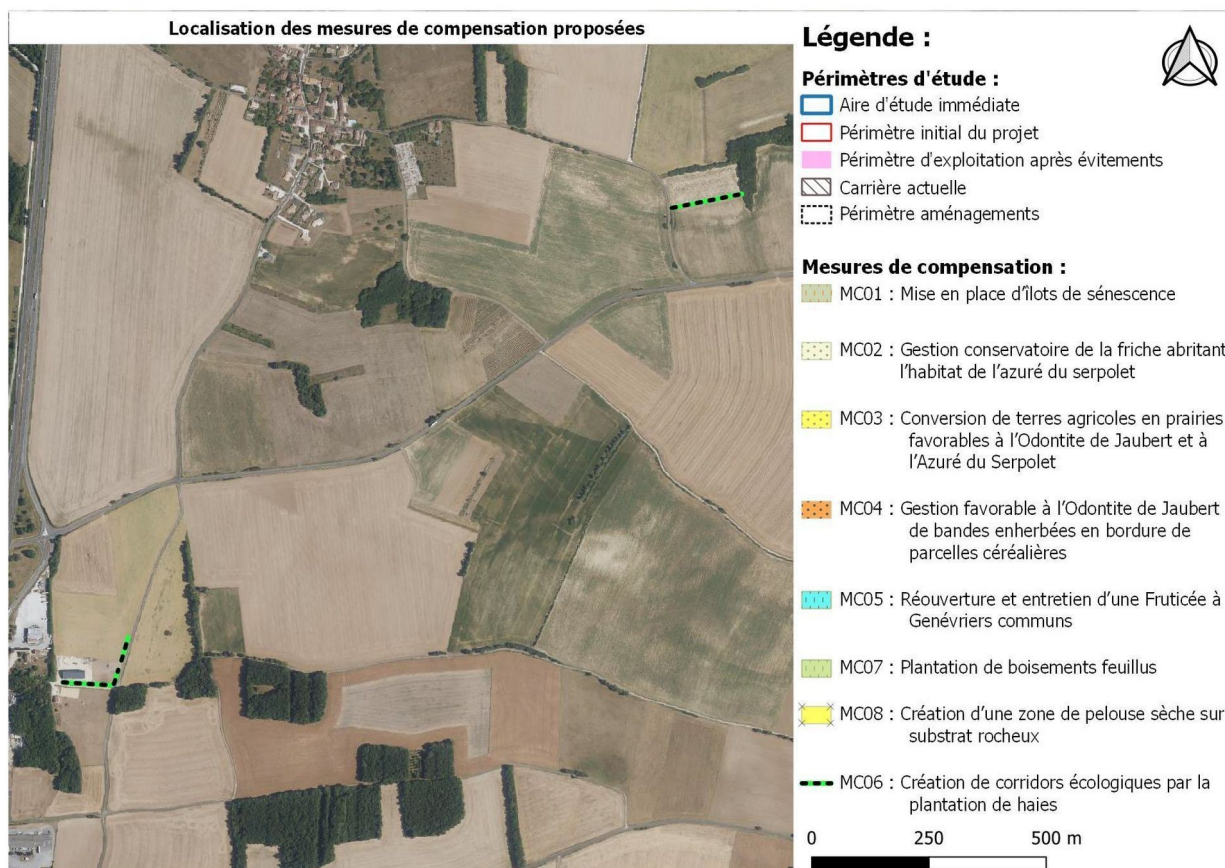 Localisation des mesures de compensation proposées
Légende :
Périmètres d'étude :
Aire d'étude immédiate
Périmètre initial du projet
Périmètre d'exploitation après évitements
Carrière actuelle
Périmètre aménagements
Mesures de compensation :
MC01 : Mise en place d'îlots de sénescence
MC02 : Gestion conservatoire de la friche abritant
l'habitat de l'azuré du serpolet
MC03 : Conversion de terres agricoles en prairies
favorables à l'Odontite de Jaubert et à
l'Azuré du Serpolet
MC04 : Gestion favorable à l'Odontite de Jaubert
de bandes enherbées en bordure de
parcelles céréalières
MC05 : Réouverture et entretien d'une Fruticée à
Genévriers communs
MC07 : Plantation de boisements feuillus
MC08 : Création d'une zone de pelouse sèche sur
substrat rocheux
MC06 : Création de corridors écologiques par la
plantation de haies
0 250 500 m